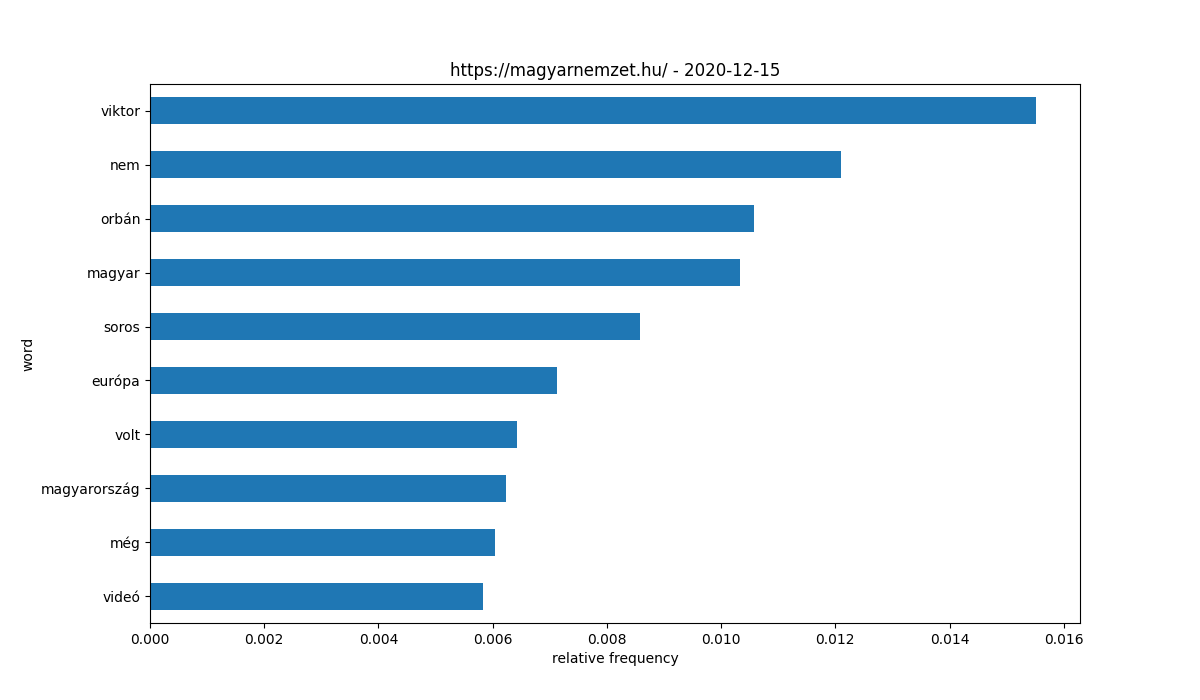 https://magyarnemzet.hu/ - 2020-12-15
word
viktor
nem
orbán
magyar
soros
európa
volt
magyarország
még
videó
0.000 0.002 0.004 0.006 0.008 0.010 0.012 0.014 0.016
relative frequency